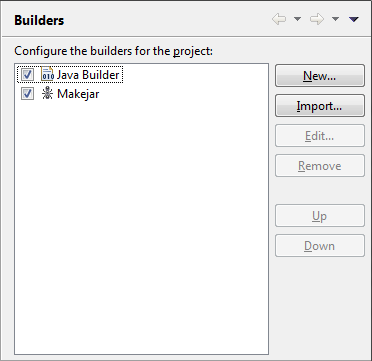 Builders
Configure the builders for the project:
Java Builder
Makejar
New...
Import...
Edit...
Remove
Up
Down